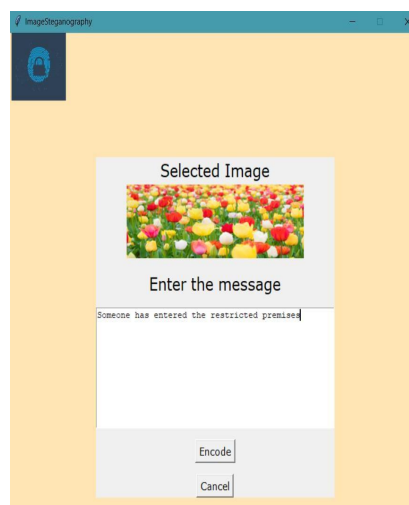 ImageSteganography
Selected Image
Enter the message
Someone has entered the restricted premises
Encode
Cancel